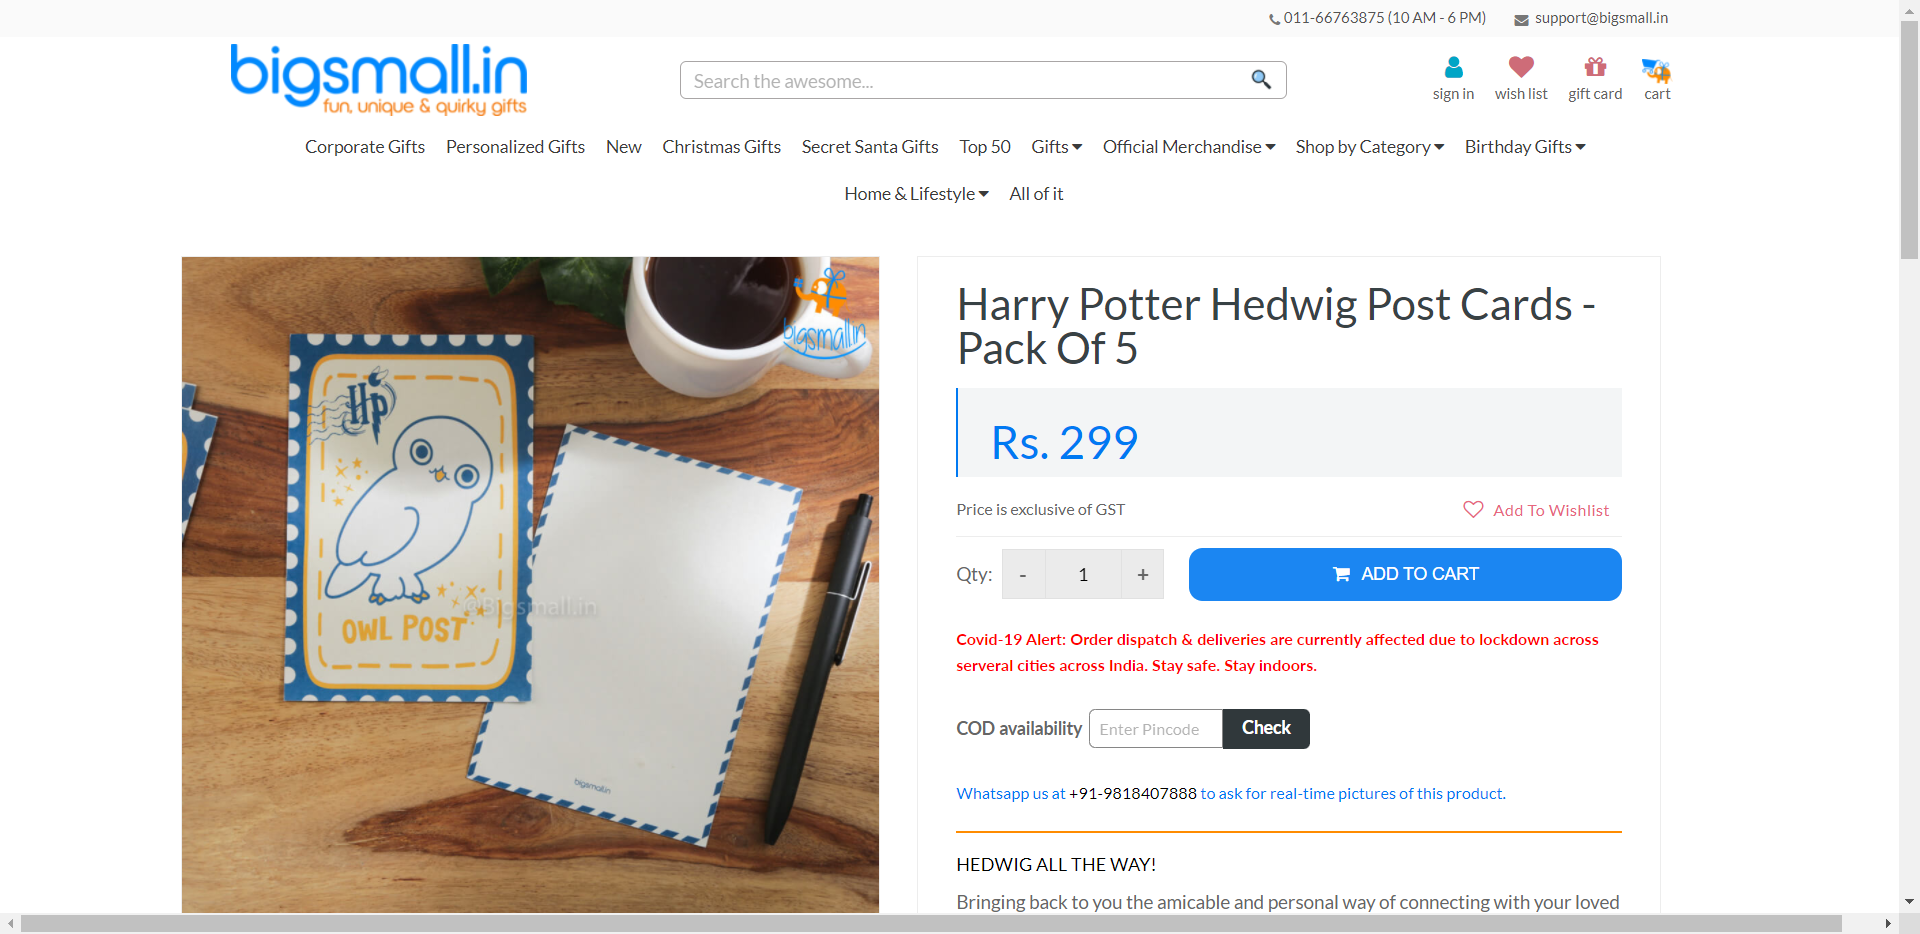 011-66763875 (10 AM - 6 PM) support@bigsmall.in
bigsmall.in
fun, unique & quirky gifts
Search the awesome...
sign in wish list gift card cart
Corporate Gifts Personalized Gifts New Christmas Gifts Secret Santa Gifts Top 50 Gifts Official Merchandise Shop by Category Birthday Gifts
Home & Lifestyle All of it
bigsmall.in
HP
OWL POST
@Bigsmall.in
bigsmall.in
Harry Potter Hedwig Post Cards -
Pack Of 5
Rs. 299
Price is exclusive of GST Add To Wishlist
Qty: - 1 + ADD TO CART
Covid-19 Alert: Order dispatch & deliveries are currently affected due to lockdown across
serveral cities across India. Stay safe. Stay indoors.
COD availability Enter Pincode Check
Whatsapp us at +91-9818407888 to ask for real-time pictures of this product.
HEDWIG ALL THE WAY!
Bringing back to you the amicable and personal way of connecting with your loved